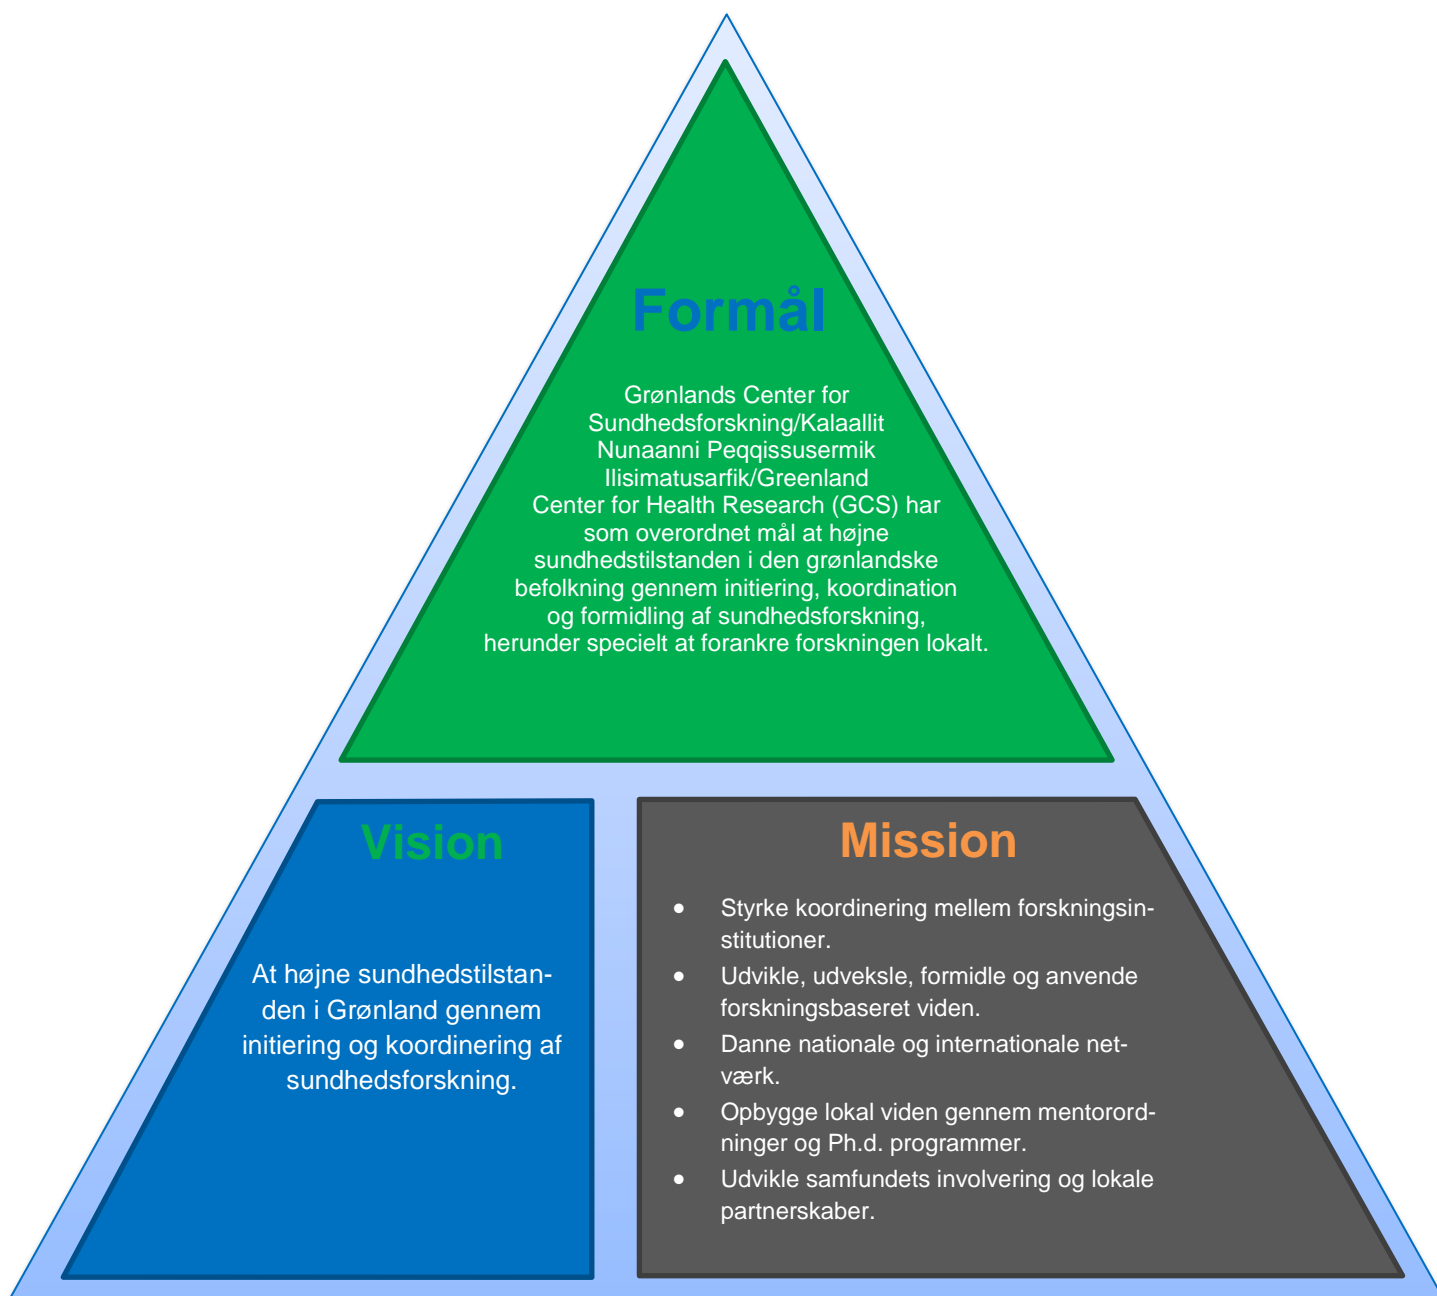 Formål
Grønlands Center for
Sundhedsforskning/Kalaallit
Nunaanni Peqqissusermik
Ilisimatusarfik/Greenland
Center for Health Research (GCS) har
som overordnet mål at højne
sundhedstilstanden i den grønlandske
befolkning gennem initiering, koordination
og formidling af sundhedsforskning,
herunder specielt at forankre forskningen lokalt.
Vision
At højne sundhedstilstan-
den i Grønland gennem
initiering og koordinering af
sundhedsforskning.
Mission
• Styrke koordinering mellem forskningsin-
stitutioner.
• Udvikle, udveksle, formidle og anvende
forskningsbaseret viden.
• Danne nationale og internationale net-
værk.
• Opbygge lokal viden gennem mentorord-
ninger og Ph.d. programmer.
• Udvikle samfundets involvering og lokale
partnerskaber.